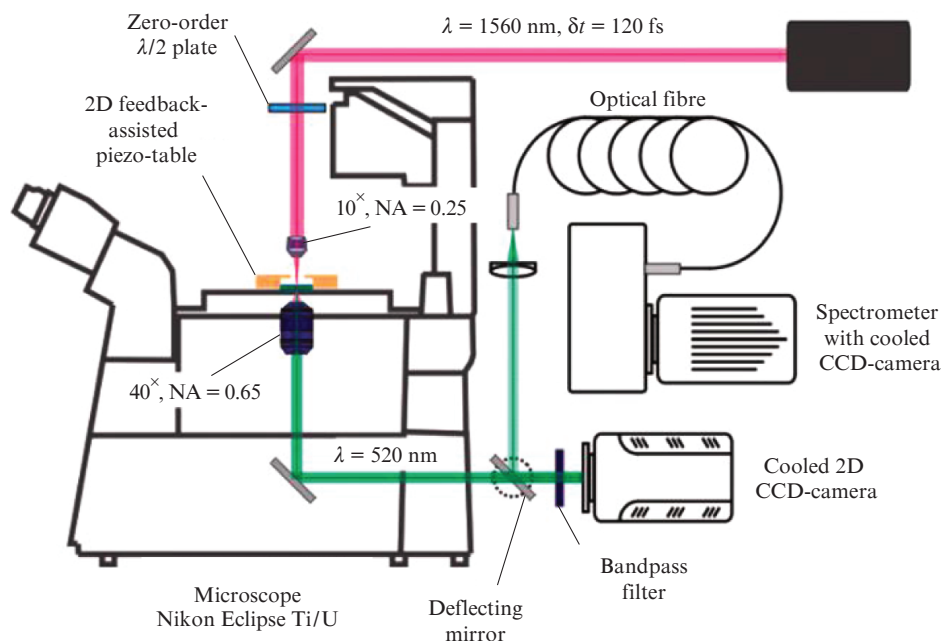 Zero-order
λ/2 plate
λ = 1560 nm, δt = 120 fs
2D feedback-
assisted
piezo-table
Optical fibre
10×, NA = 0.25
Spectrometer
with cooled
CCD-camera
40×, NA = 0.65
λ = 520 nm
Cooled 2D
CCD-camera
Bandpass
filter
Microscope
Nikon Eclipse Ti/U
Deflecting
mirror